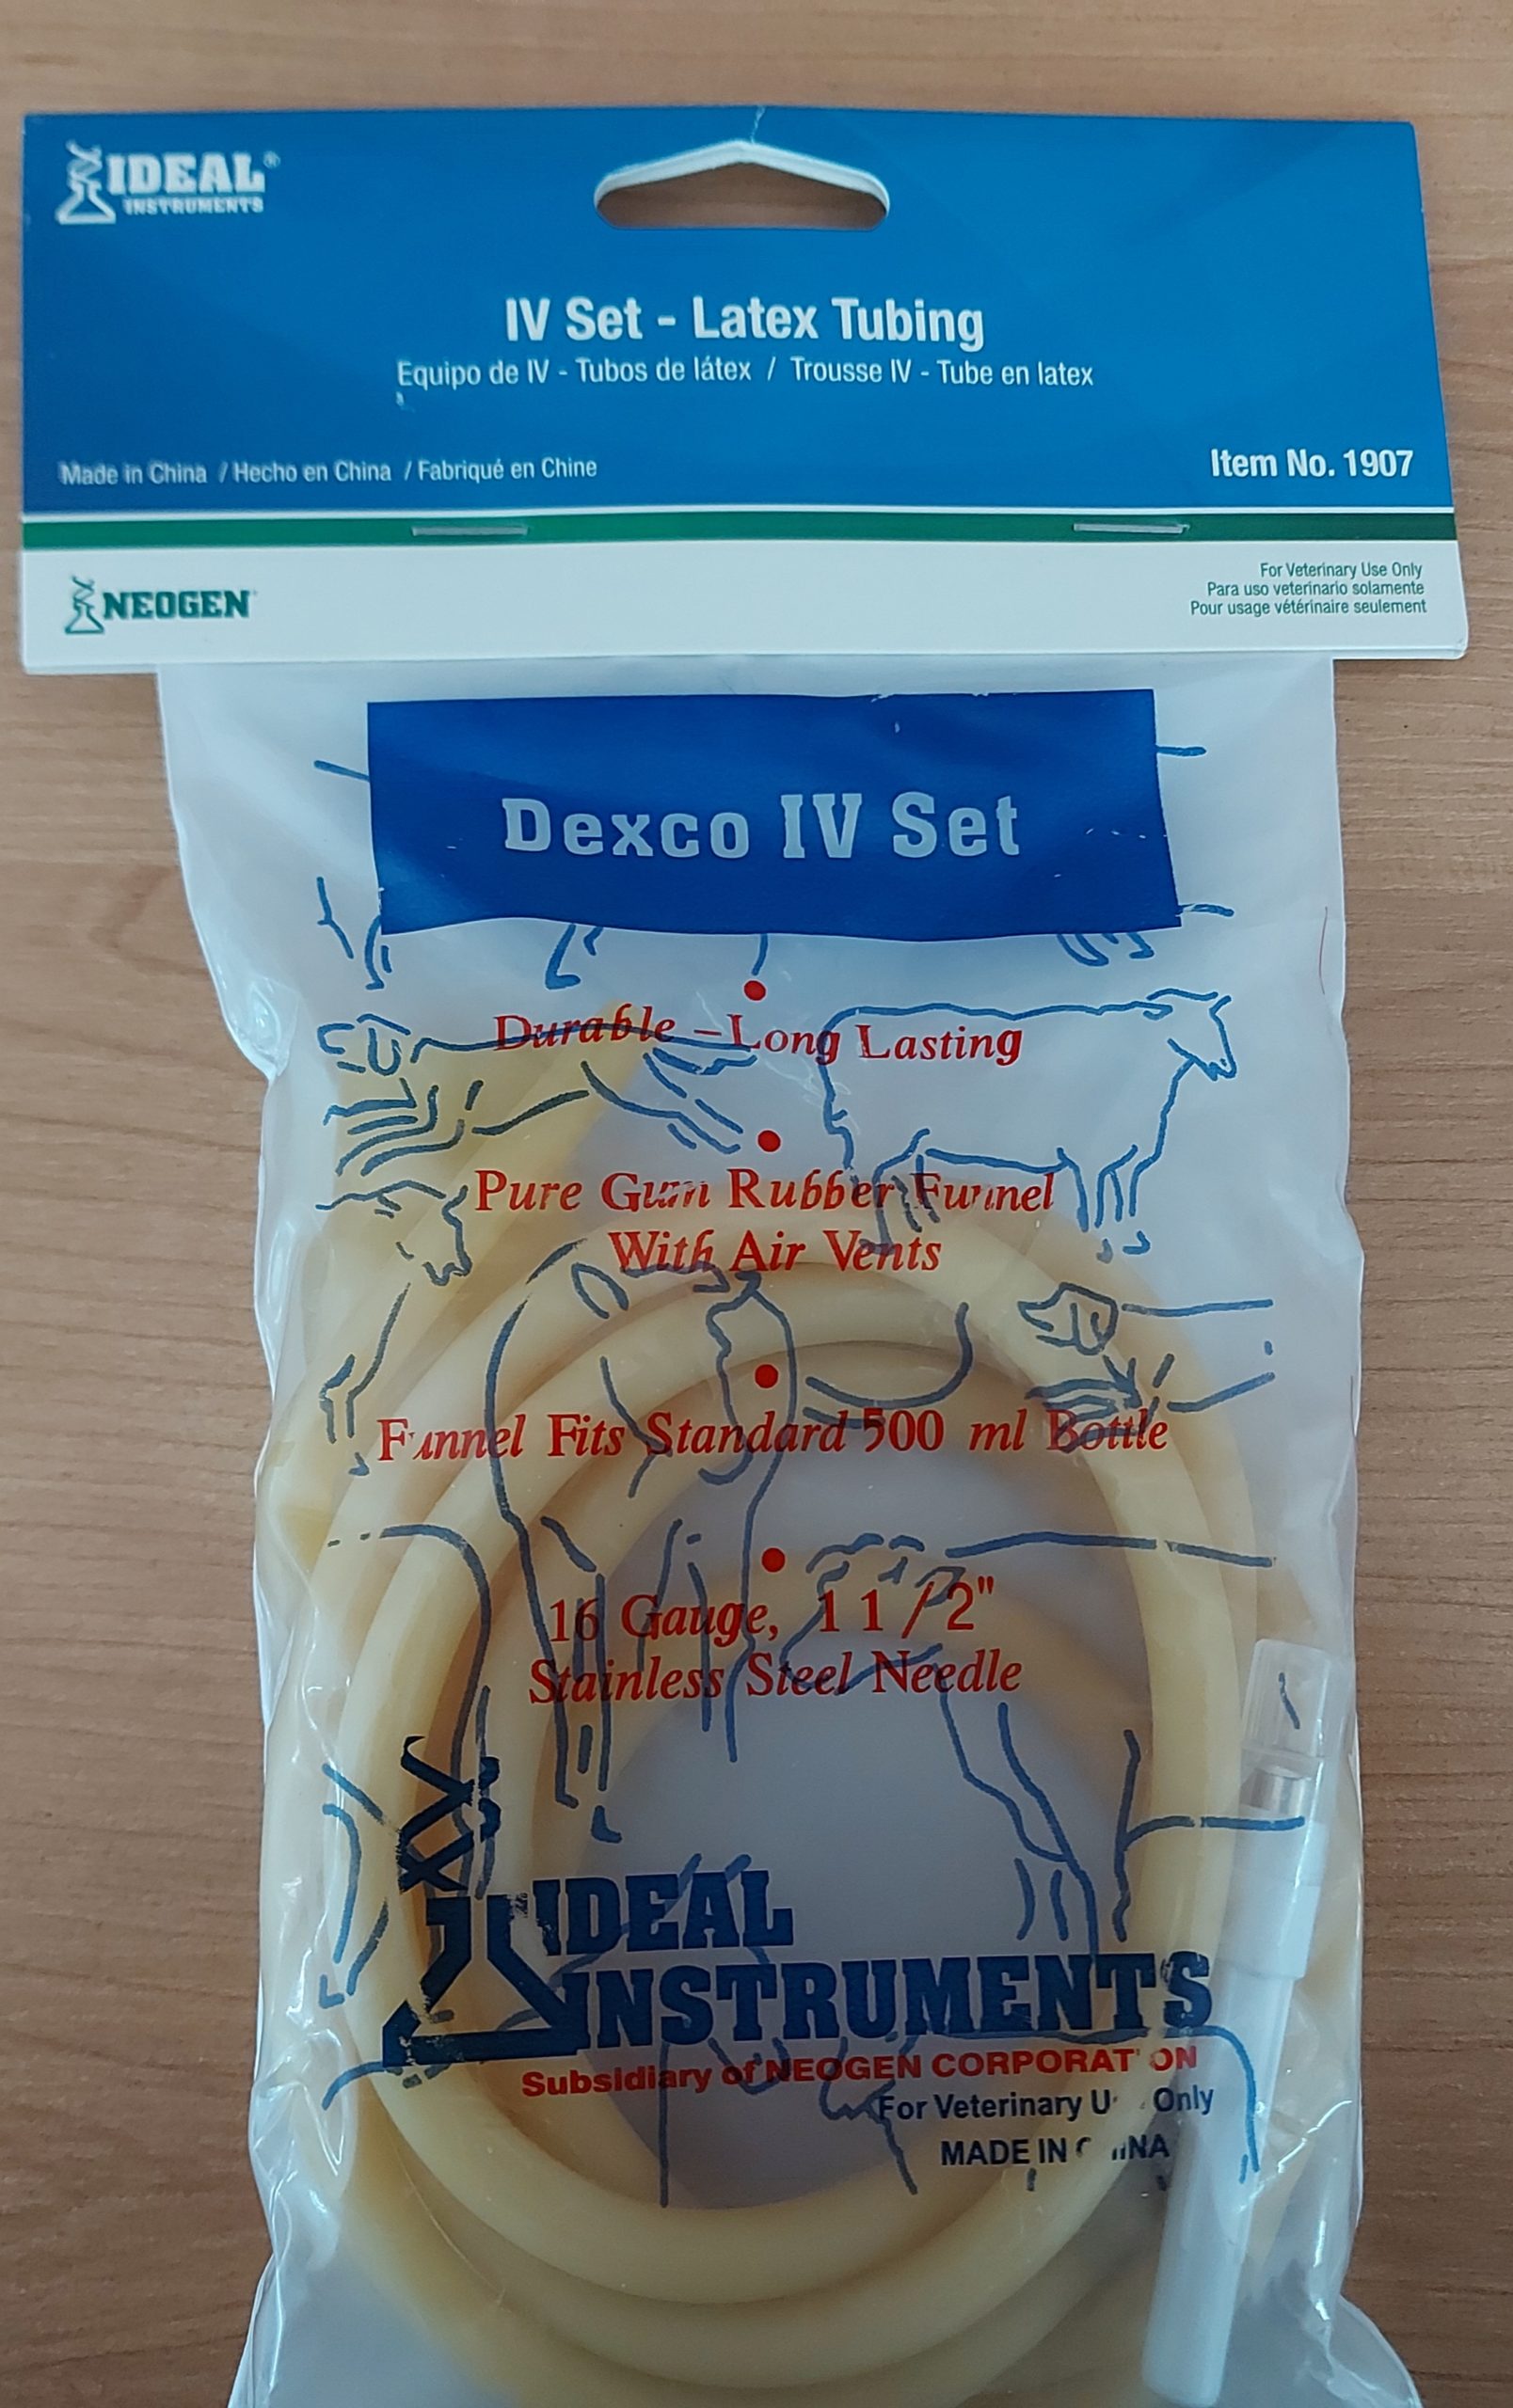 IDEAL®
INSTRUMENTS
IV Set - Latex Tubing
Equipo de IV - Tubos de látex / Trousse IV - Tube en latex
Made in China / Hecho en China / Fabriqué en Chine
Item No. 1907
NEOGEN
For Veterinary Use Only
Para uso veterinario solamente
Pour usage vétérinaire seulement
Dexco IV Set
• Durable – Long Lasting
• Pure Gum Rubber Funnel
With Air Vents
• Funnel Fits Standard 500 ml Bottle
• 16 Gauge, 1 1/2"
Stainless Steel Needle
IDEAL
INSTRUMENTS
Subsidiary of NEOGEN CORPORATION
For Veterinary Use Only
MADE IN CHINA